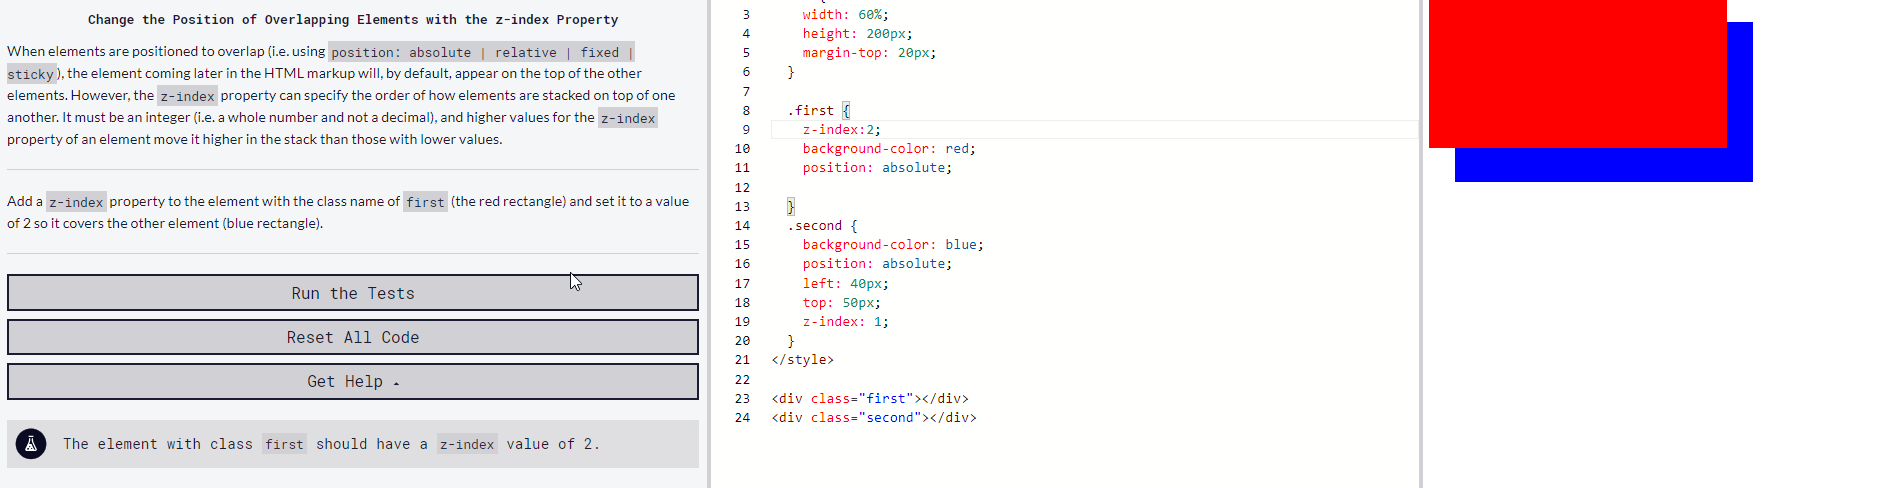 Change the Position of Overlapping Elements with the z-index Property
When elements are positioned to overlap (i.e. using position: absolute | relative | fixed |
sticky ), the element coming later in the HTML markup will, by default, appear on the top of the other
elements. However, the z-index property can specify the order of how elements are stacked on top of one
another. It must be an integer (i.e. a whole number and not a decimal), and higher values for the z-index
property of an element move it higher in the stack than those with lower values.
Add a z-index property to the element with the class name of first (the red rectangle) and set it to a value
of 2 so it covers the other element (blue rectangle).
Run the Tests
Reset All Code
Get Help
The element with class first should have a z-index value of 2.
3 width: 60%;
4 height: 200px;
5 margin-top: 20px;
6 }
7
8 .first {
9 z-index:2;
10 background-color: red;
11 position: absolute;
12
13 }
14 .second {
15 background-color: blue;
16 position: absolute;
17 left: 40px;
18 top: 50px;
19 z-index: 1;
20 }
21 </style>
22
23 <div class="first"></div>
24 <div class="second"></div>